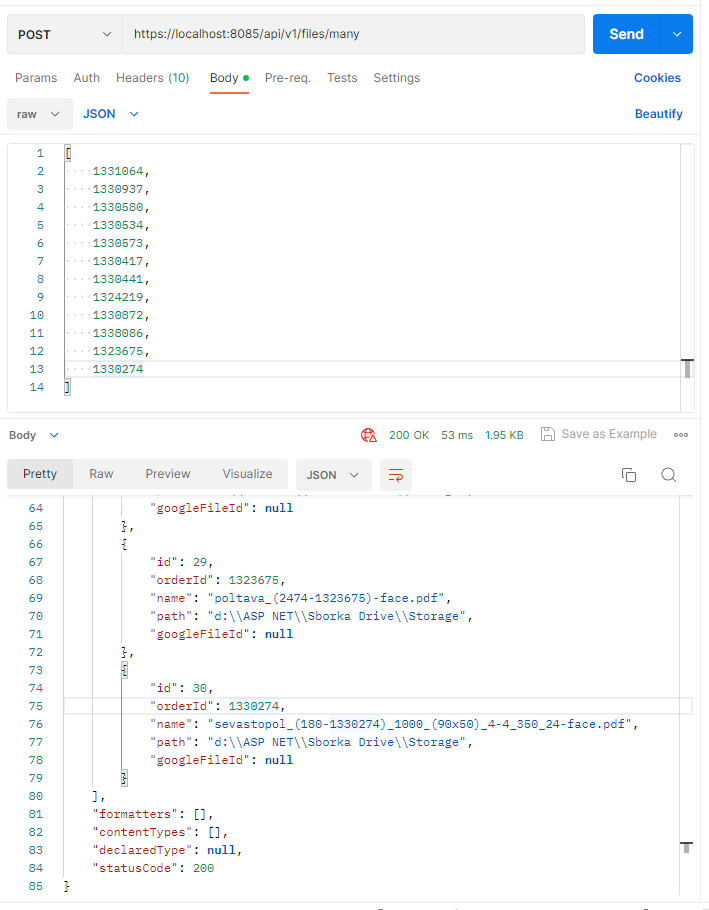 POST https://localhost:8085/api/v1/files/many Send
Params Auth Headers (10) Body Pre-req. Tests Settings Cookies
raw JSON Beautify
1 [
2 1331064,
3 1330937,
4 1330580,
5 1330534,
6 1330573,
7 1330417,
8 1330441,
9 1324219,
10 1330872,
11 1338086,
12 1323675,
13 1330274
14 ]
Body 200 OK 53 ms 1.95 KB Save as Example
Pretty Raw Preview Visualize JSON
64 "googleFileId": null
65 },
66 {
67 "id": 29,
68 "orderId": 1323675,
69 "name": "poltava_(2474-1323675)-face.pdf",
70 "path": "d:\\ASP NET\\Sborka Drive\\Storage",
71 "googleFileId": null
72 },
73 {
74 "id": 30,
75 "orderId": 1330274,
76 "name": "sevastopol_(180-1330274)_1000_(90x50)_4-4_350_24-face.pdf",
77 "path": "d:\\ASP NET\\Sborka Drive\\Storage",
78 "googleFileId": null
79 }
80 ],
81 "formatters": [],
82 "contentTypes": [],
83 "declaredType": null,
84 "statusCode": 200
85 }